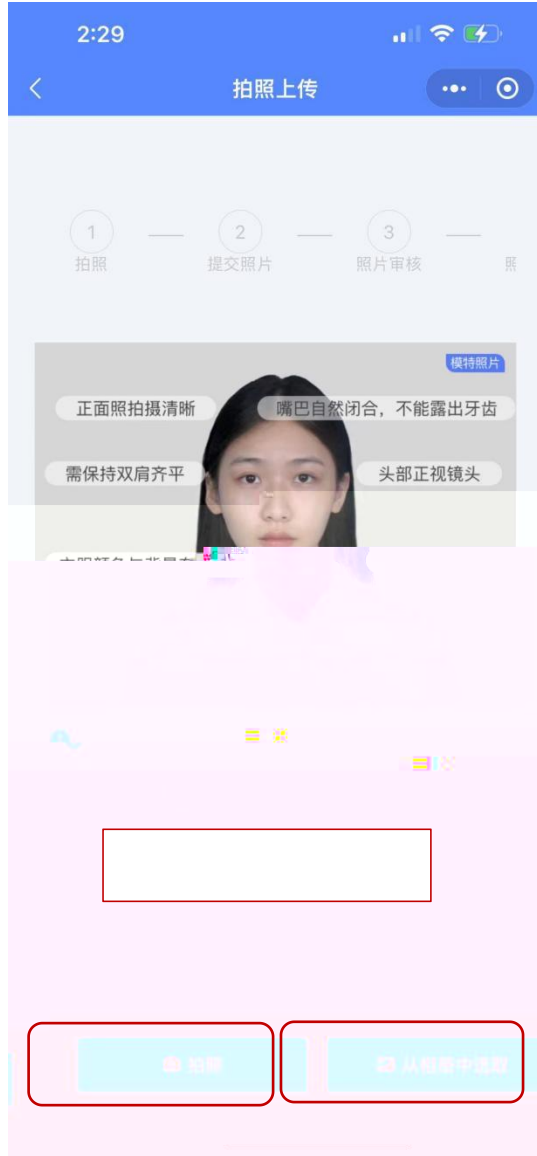 2:29
拍照上传
1
2
3
拍照
提交照片
照片审核
照
模特照片
正面照拍摄清晰
嘴巴自然闭合，不能露出牙齿
需保持双肩齐平
头部正视镜头
拍照
从相册中选取